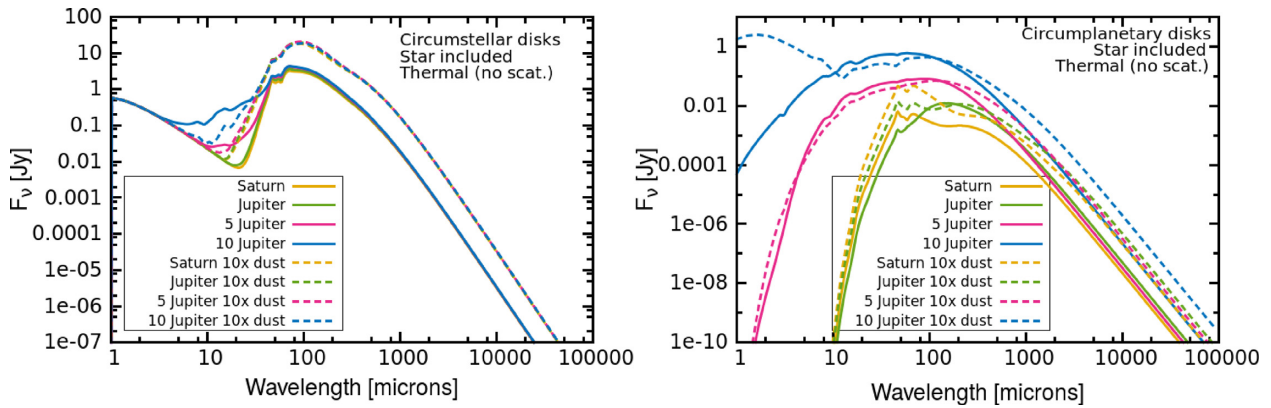 100
10
1
0.1
0.01
0.001
0.0001
1e-05
1e-06
1e-07
Fν [Jy]
Circumstellar disks
Star included
Thermal (no scat.)
Saturn
Jupiter
5 Jupiter
10 Jupiter
Saturn 10x dust
Jupiter 10x dust
5 Jupiter 10x dust
10 Jupiter 10x dust
1 10 100 1000 10000 100000
Wavelength [microns]
1
0.01
0.0001
1e-06
1e-08
1e-10
Fν [Jy]
Circumplanetary disks
Star included
Thermal (no scat.)
Saturn
Jupiter
5 Jupiter
10 Jupiter
Saturn 10x dust
Jupiter 10x dust
5 Jupiter 10x dust
10 Jupiter 10x dust
1 10 100 1000 10000 100000
Wavelength [microns]